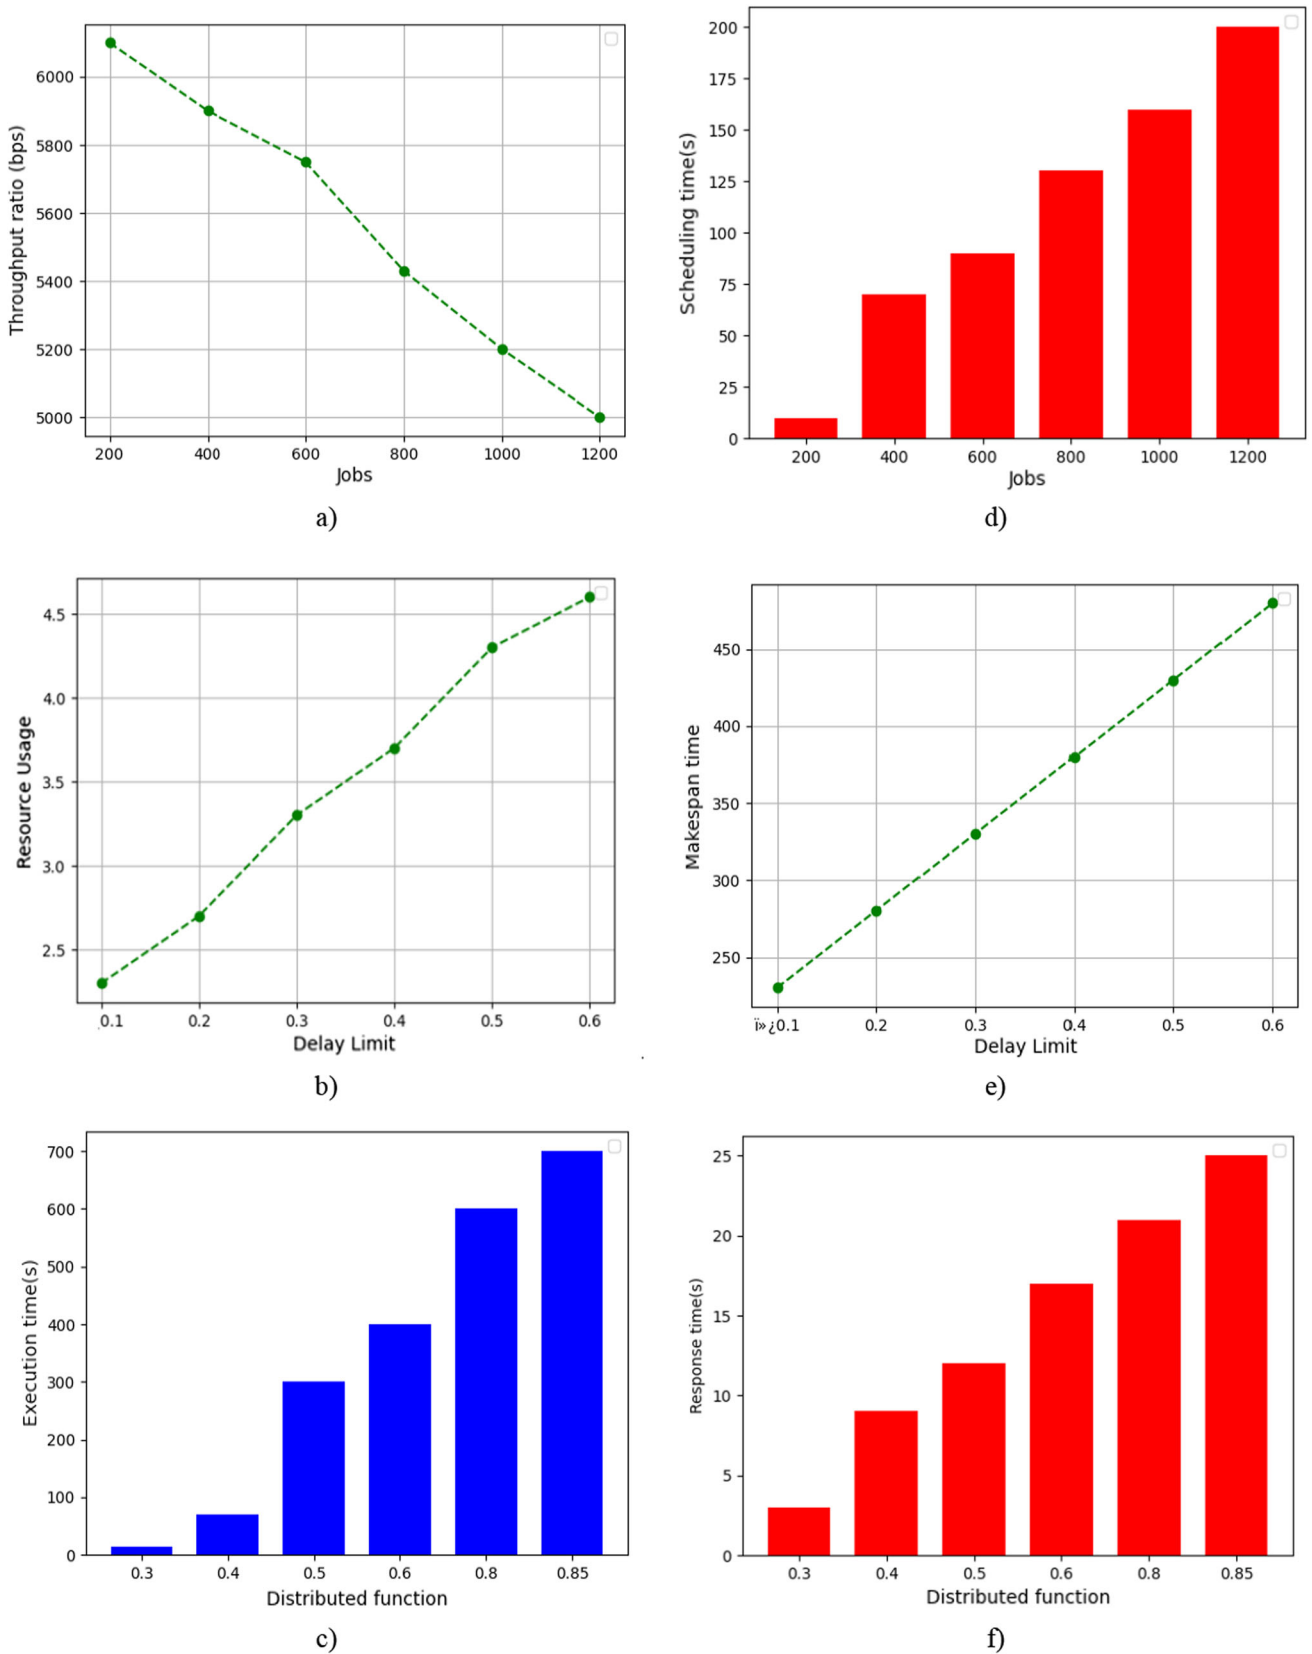 Throughput ratio (bps)
6000
5800
5600
5400
5200
5000
200 400 600 800 1000 1200
Jobs
a)
Scheduling time(s)
200
175
150
125
100
75
50
25
0
200 400 600 800 1000 1200
Jobs
d)
Resource Usage
4.5
4.0
3.5
3.0
2.5
0.1 0.2 0.3 0.4 0.5 0.6
Delay Limit
b)
Makespan time
450
400
350
300
250
ï»¿0.1 0.2 0.3 0.4 0.5 0.6
Delay Limit
e)
Execution time(s)
700
600
500
400
300
200
100
0
0.3 0.4 0.5 0.6 0.8 0.85
Distributed function
c)
Response time(s)
25
20
15
10
5
0
0.3 0.4 0.5 0.6 0.8 0.85
Distributed function
f)